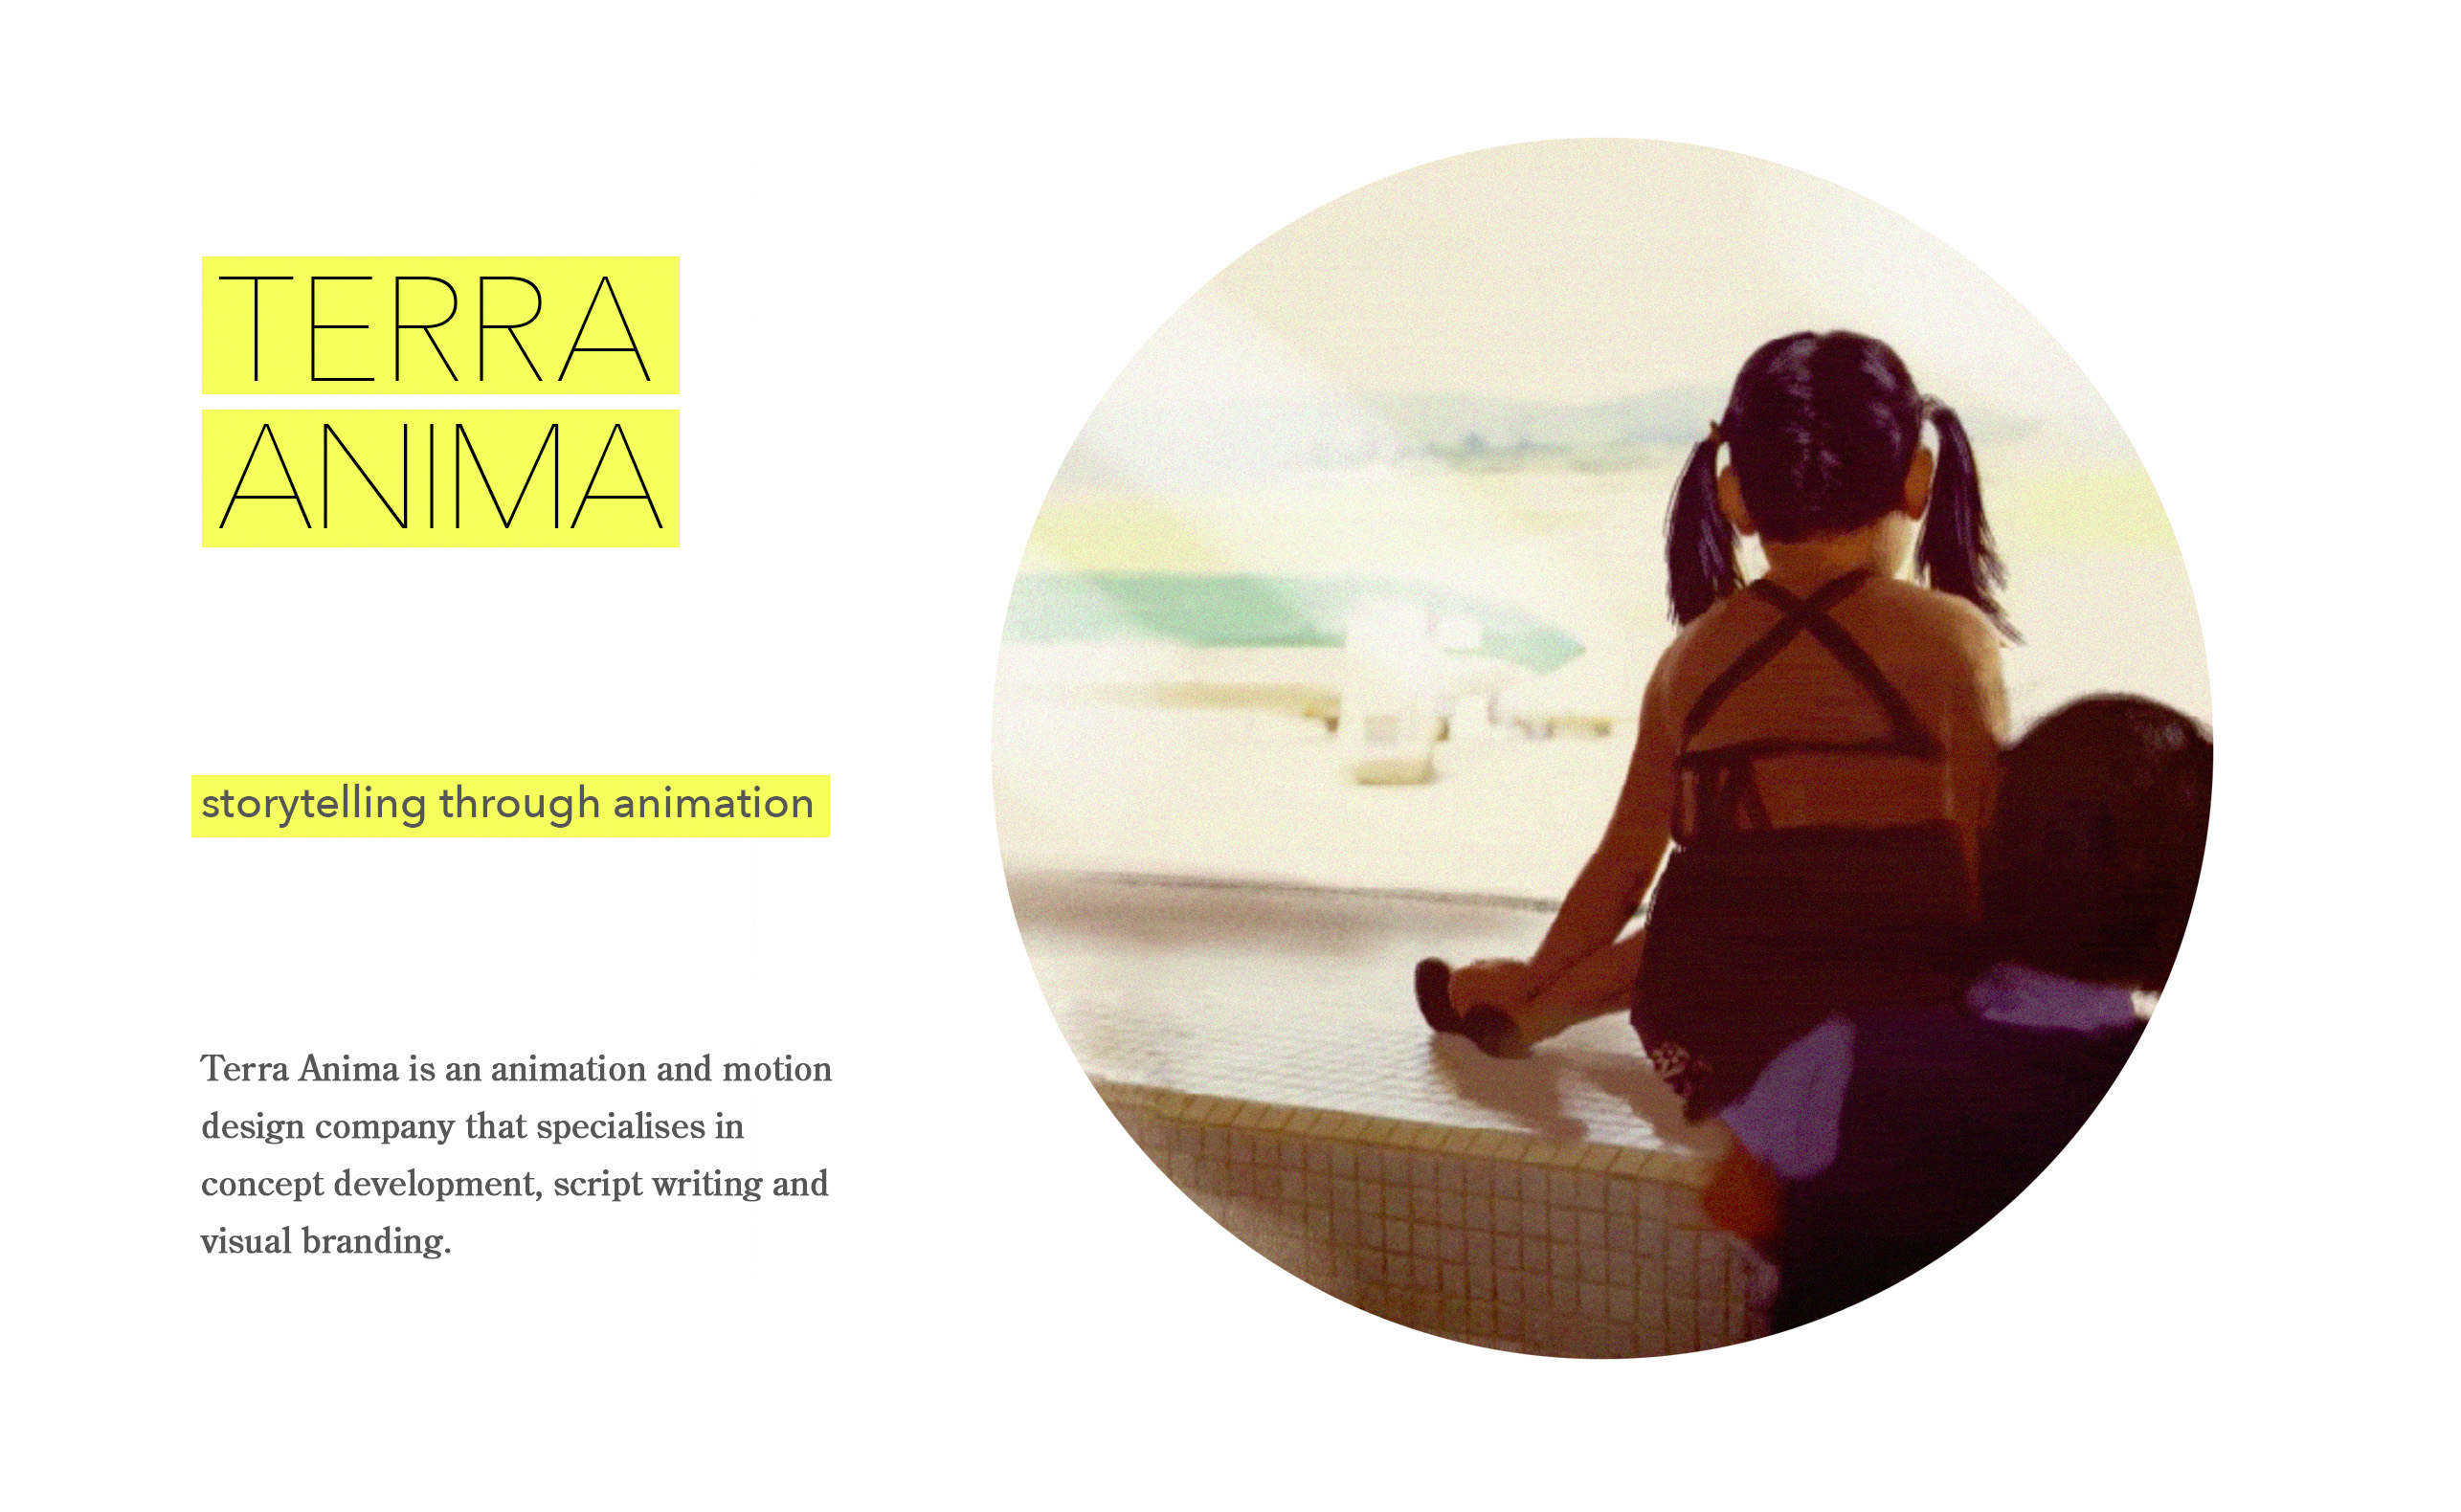 TERRA
ANIMA
storytelling through animation
Terra Anima is an animation and motion
design company that specialises in
concept development, script writing and
visual branding.